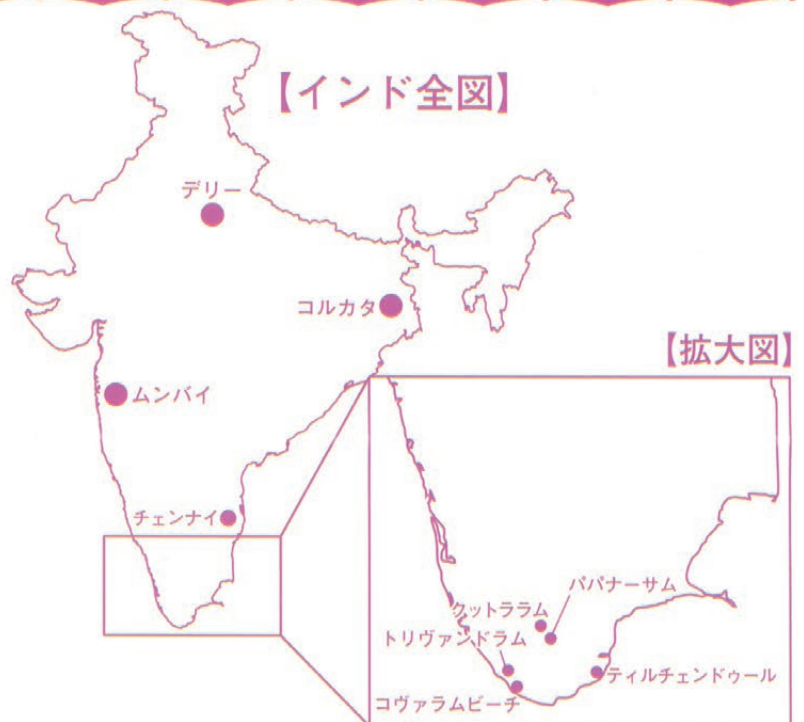 【インド全図】
デリー
コルカタ
【拡大図】
ムンバイ
チェンナイ
パパナーサム
クットララム
トリヴァンドラム
ティルチェンドゥール
コヴァラムビーチ